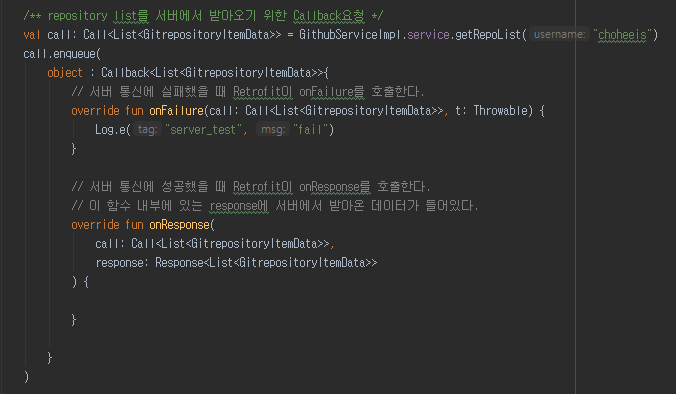 /** repository list를 서버에서 받아오기 위한 Callback요청 */
val call: Call<List<GitrepositoryItemData>> = GithubServiceImpl.service.getRepoList( username: "choheeis")
call.enqueue(
object : Callback<List<GitrepositoryItemData>>{
// 서버 통신에 실패했을 때 Retrofit이 onFailure를 호출한다.
override fun onFailure(call: Call<List<GitrepositoryItemData>>, t: Throwable) {
Log.e( tag: "server_test", msg: "fail")
}
// 서버 통신에 성공했을 때 Retrofit이 onResponse를 호출한다.
// 이 함수 내부에 있는 response에 서버에서 받아온 데이터가 들어있다.
override fun onResponse(
call: Call<List<GitrepositoryItemData>>,
response: Response<List<GitrepositoryItemData>>
) {
}
}
)